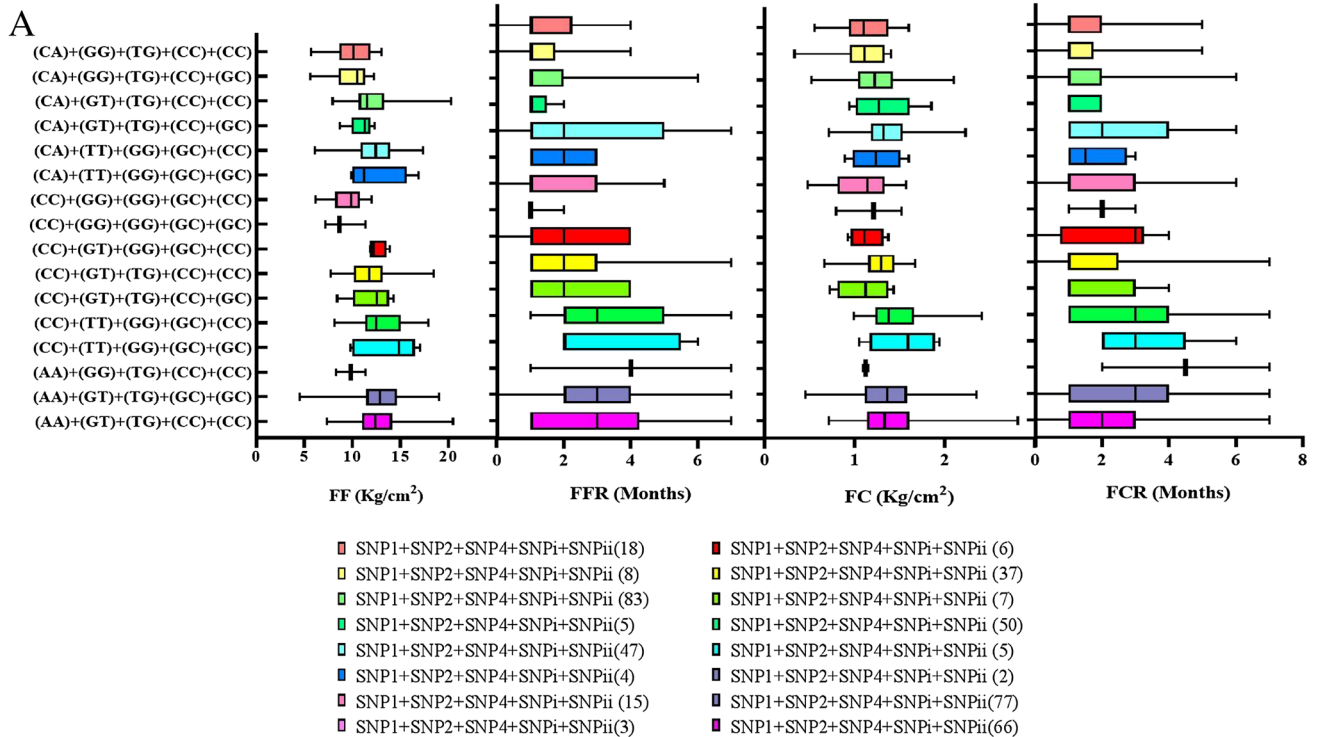 A
(CA)+(GG)+(TG)+(CC)+(CC)
(CA)+(GG)+(TG)+(CC)+(GC)
(CA)+(GT)+(TG)+(CC)+(CC)
(CA)+(GT)+(TG)+(CC)+(GC)
(CA)+(TT)+(GG)+(GC)+(CC)
(CA)+(TT)+(GG)+(GC)+(GC)
(CC)+(GG)+(GG)+(GC)+(CC)
(CC)+(GG)+(GG)+(GC)+(GC)
(CC)+(GT)+(GG)+(GC)+(CC)
(CC)+(GT)+(TG)+(CC)+(CC)
(CC)+(GT)+(TG)+(CC)+(GC)
(CC)+(TT)+(GG)+(GC)+(CC)
(CC)+(TT)+(GG)+(GC)+(GC)
(AA)+(GG)+(TG)+(CC)+(CC)
(AA)+(GT)+(TG)+(GC)+(GC)
(AA)+(GT)+(TG)+(CC)+(CC)
0 5 10 15 20
FF (Kg/cm²)
0 2 4 6
FFR (Months)
0 1 2
FC (Kg/cm²)
0 2 4 6 8
FCR (Months)
SNP1+SNP2+SNP4+SNPi+SNPii(18)
SNP1+SNP2+SNP4+SNPi+SNPii (8)
SNP1+SNP2+SNP4+SNPi+SNPii (83)
SNP1+SNP2+SNP4+SNPi+SNPii(5)
SNP1+SNP2+SNP4+SNPi+SNPii(47)
SNP1+SNP2+SNP4+SNPi+SNPii(4)
SNP1+SNP2+SNP4+SNPi+SNPii (15)
SNP1+SNP2+SNP4+SNPi+SNPii(3)
SNP1+SNP2+SNP4+SNPi+SNPii (6)
SNP1+SNP2+SNP4+SNPi+SNPii (37)
SNP1+SNP2+SNP4+SNPi+SNPii (7)
SNP1+SNP2+SNP4+SNPi+SNPii (50)
SNP1+SNP2+SNP4+SNPi+SNPii (5)
SNP1+SNP2+SNP4+SNPi+SNPii (2)
SNP1+SNP2+SNP4+SNPi+SNPii(77)
SNP1+SNP2+SNP4+SNPi+SNPii(66)